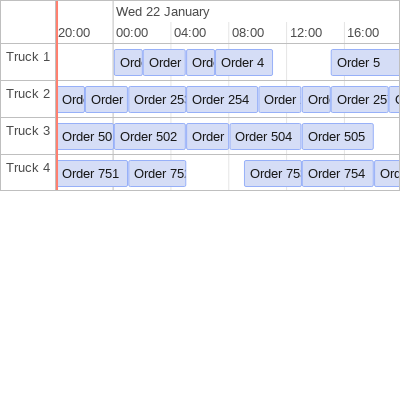 Wed 22 January
20:00 00:00 04:00 08:00 12:00 16:00
Truck 1 Ord Order Ord Order 4 Order 5
Truck 2 Ord Order Order 25 Order 254 Order Ord Order 25
Truck 3 Order 50 Order 502 Order Order 504 Order 505
Truck 4 Order 751 Order 75 Order 75 Order 754 Ord